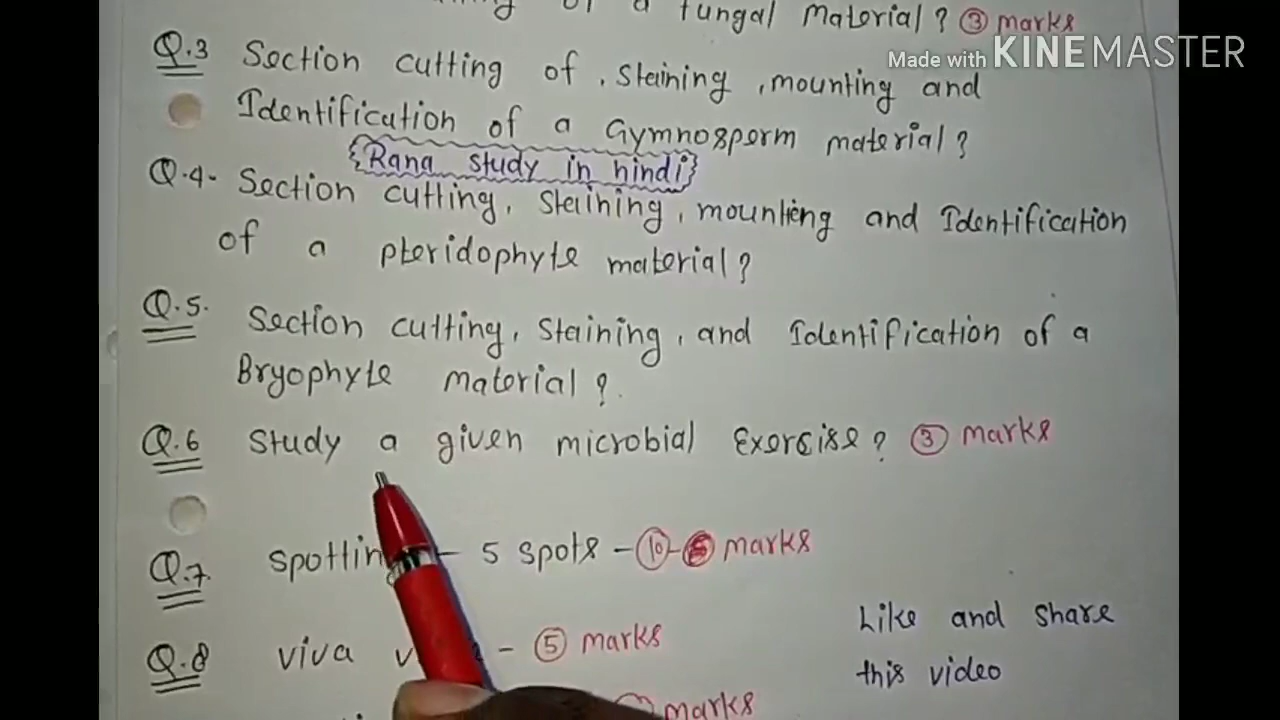 of a fungal material? ③ marks
Made with KINEMASTER
Q.3 Section cutting of, staining, mounting and
Identification of a Gymnosperm material?
{Rana study in hindi}
Q.4- Section cutting, staining, mounting and Identification
of a pteridophyte material?
Q.5. Section cutting, staining, and Identification of a
Bryophyte material?
Q.6 Study a given microbial Exercise? ③ marks
Q.7. spotting - 5 spots - ⑩ - marks
Q.8 viva - ⑤ marks
Like and share
this video
marks